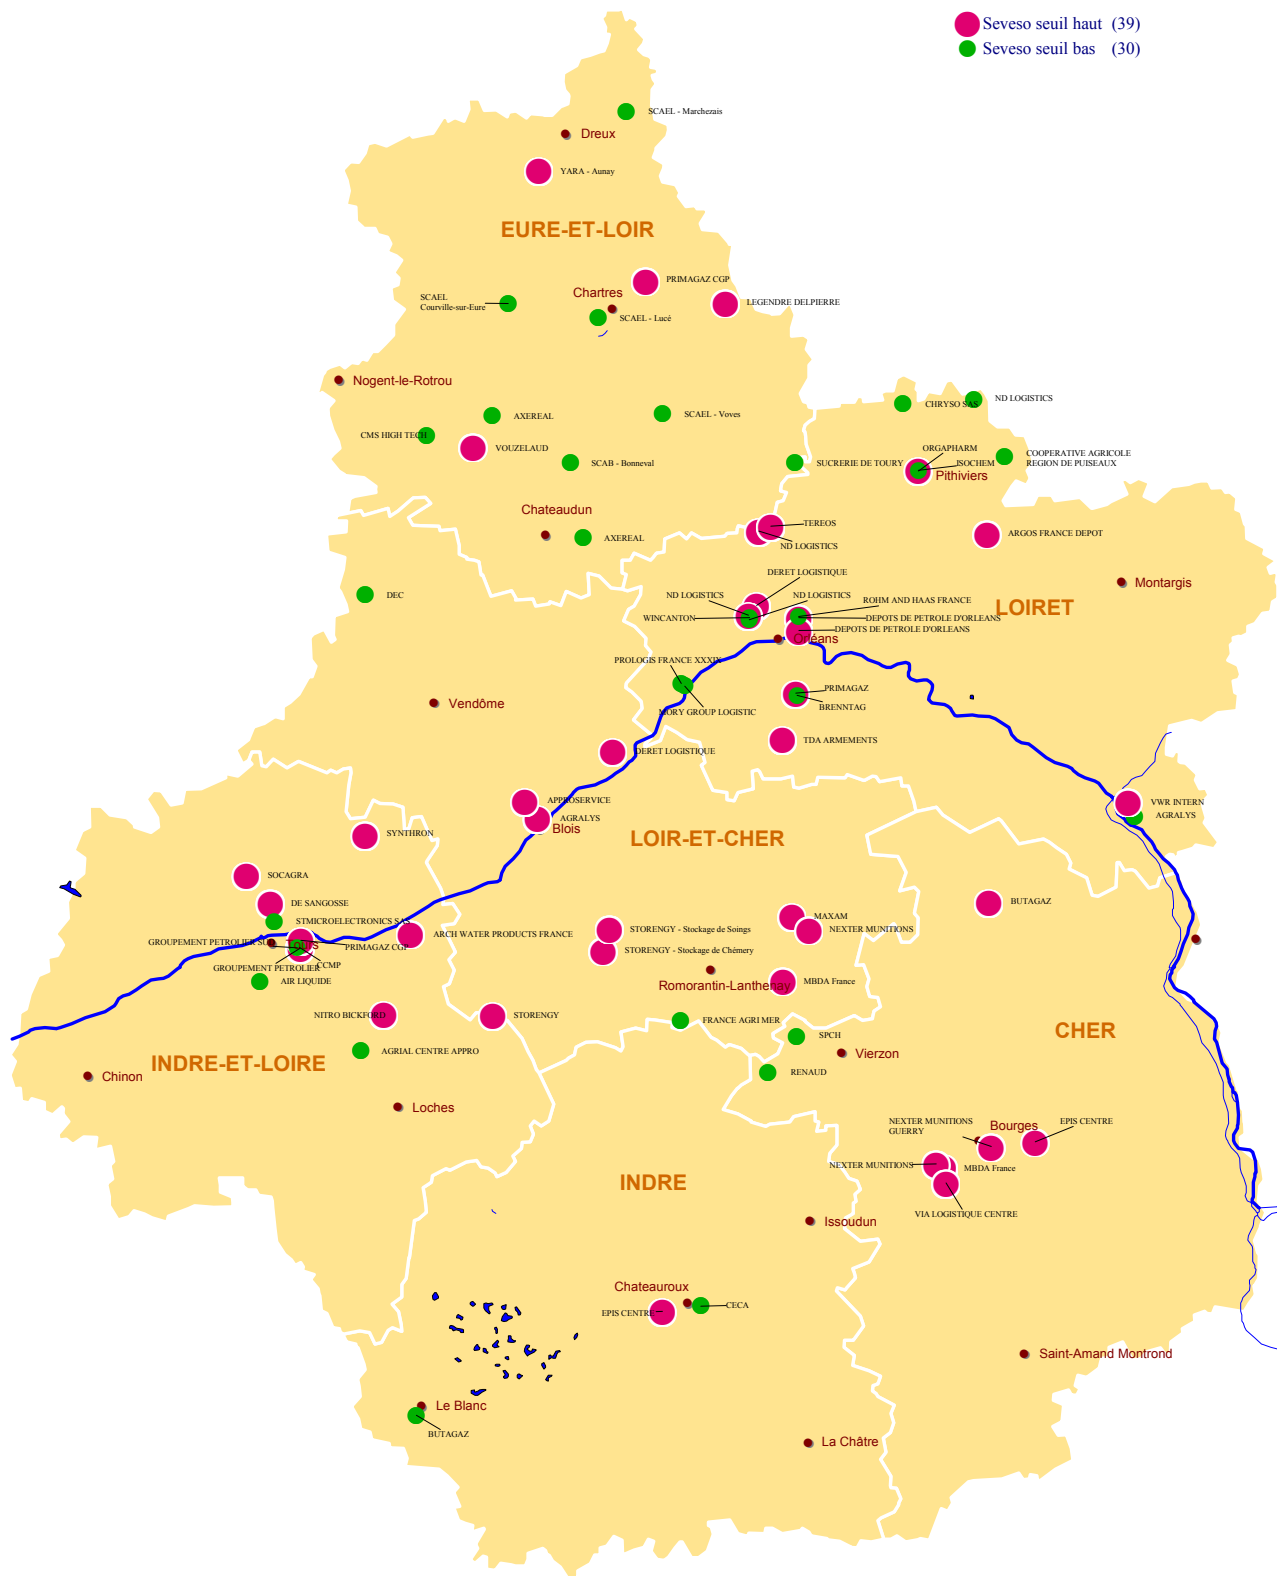 Seveso seuil haut (39)
Seveso seuil bas (30)
SCAEL - Marchezais
Dreux
YARA - Aunay
EURE-ET-LOIR
PRIMAGAZ CGP
Chartres
SCAEL
Courville-sur-Eure
LEGENDRE DELPIERRE
SCAEL - Lucé
Nogent-le-Rotrou
ND LOGISTICS
CHRYSO SAS
AXEREAL
SCAEL - Voves
CMS HIGH TECH
VOUZELAUD
ORGAPHARM
COOPERATIVE AGRICOLE
REGION DE PUISEAUX
SCAB - Bonneval
SUCRERIE DE TOURY
ISOCHEM
Pithiviers
Chateaudun
TEREOS
ARGOS FRANCE DEPOT
AXEREAL
ND LOGISTICS
DERET LOGISTIQUE
Montargis
DEC
ND LOGISTICS
ND LOGISTICS
ROHM AND HAAS FRANCE
LOIRET
WINCANTON
DEPOTS DE PETROLE D'ORLEANS
DEPOTS DE PETROLE D'ORLEANS
Orléans
PROLOGIS FRANCE XXXIX
PRIMAGAZ
Vendôme
MORY GROUP LOGISTIC
BRENNTAG
TDA ARMEMENTS
DERET LOGISTIQUE
APPROSERVICE
VWR INTERN
AGRALYS
AGRALYS
Blois
SYNTHRON
LOIR-ET-CHER
SOCAGRA
DE SANGOSSE
BUTAGAZ
STMICROELECTRONICS SAS
MAXAM
ARCH WATER PRODUCTS FRANCE
STORENGY - Stockage de Soings
NEXTER MUNITIONS
GROUPEMENT PETROLIER SUD
Tours
PRIMAGAZ CGP
STORENGY - Stockage de Chémery
GROUPEMENT PETROLIER
CCMP
AIR LIQUIDE
Romorantin-Lanthenay
MBDA France
NITRO BICKFORD
STORENGY
FRANCE AGRI MER
CHER
SPCH
AGRIAL CENTRE APPRO
Vierzon
INDRE-ET-LOIRE
RENAUD
Chinon
Loches
NEXTER MUNITIONS
GUERRY
Bourges
EPIS CENTRE
NEXTER MUNITIONS
MBDA France
INDRE
VIA LOGISTIQUE CENTRE
Issoudun
Chateauroux
EPIS CENTRE
CECA
Saint-Amand Montrond
Le Blanc
BUTAGAZ
La Châtre